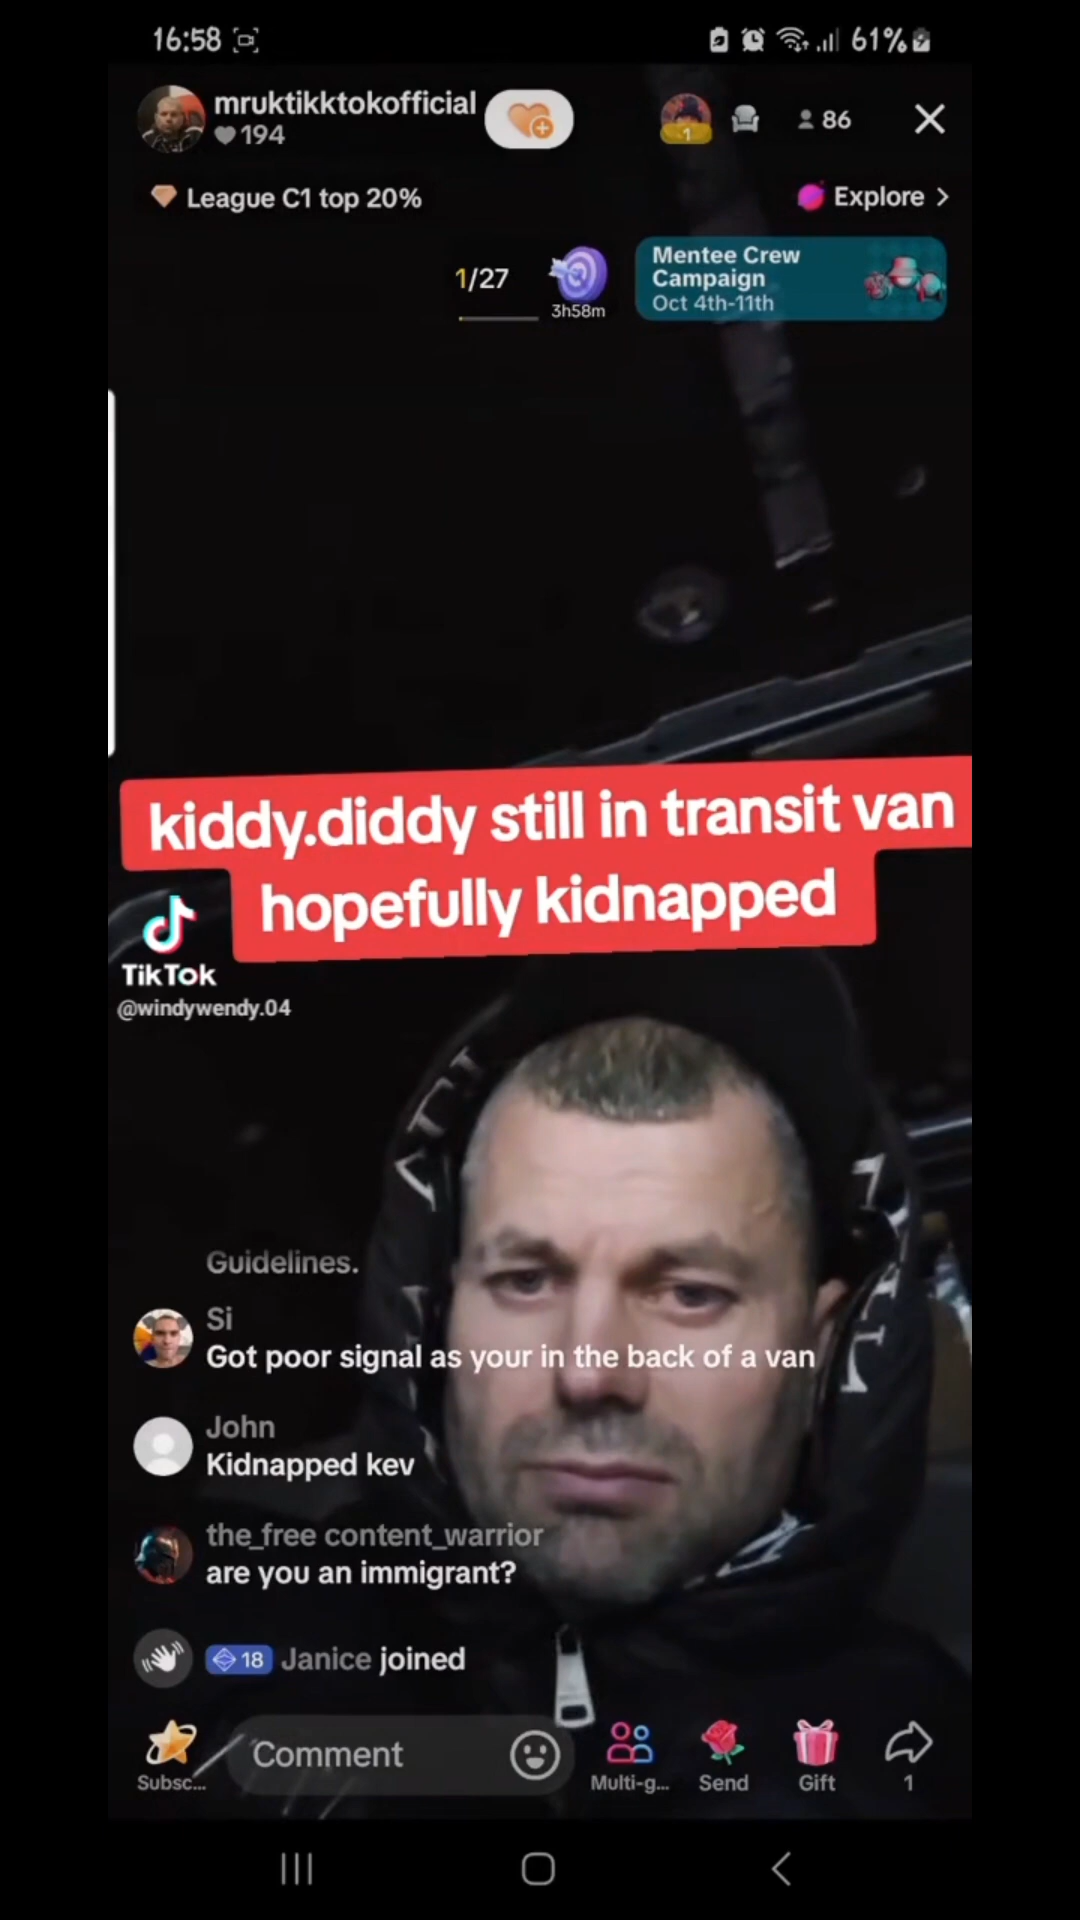 16:58
61%
mruktikktokofficial
194
1
86
League C1 top 20%
Explore >
1/27
3h58m
Mentee Crew
Campaign
Oct 4th-11th
kiddy.diddy still in transit van
hopefully kidnapped
TikTok
@windywendy.04
Guidelines.
Si
Got poor signal as your in the back of a van
John
Kidnapped kev
the_free content_warrior
are you an immigrant?
18 Janice joined
Comment
Subsc...
Multi-g...
Send
Gift
1